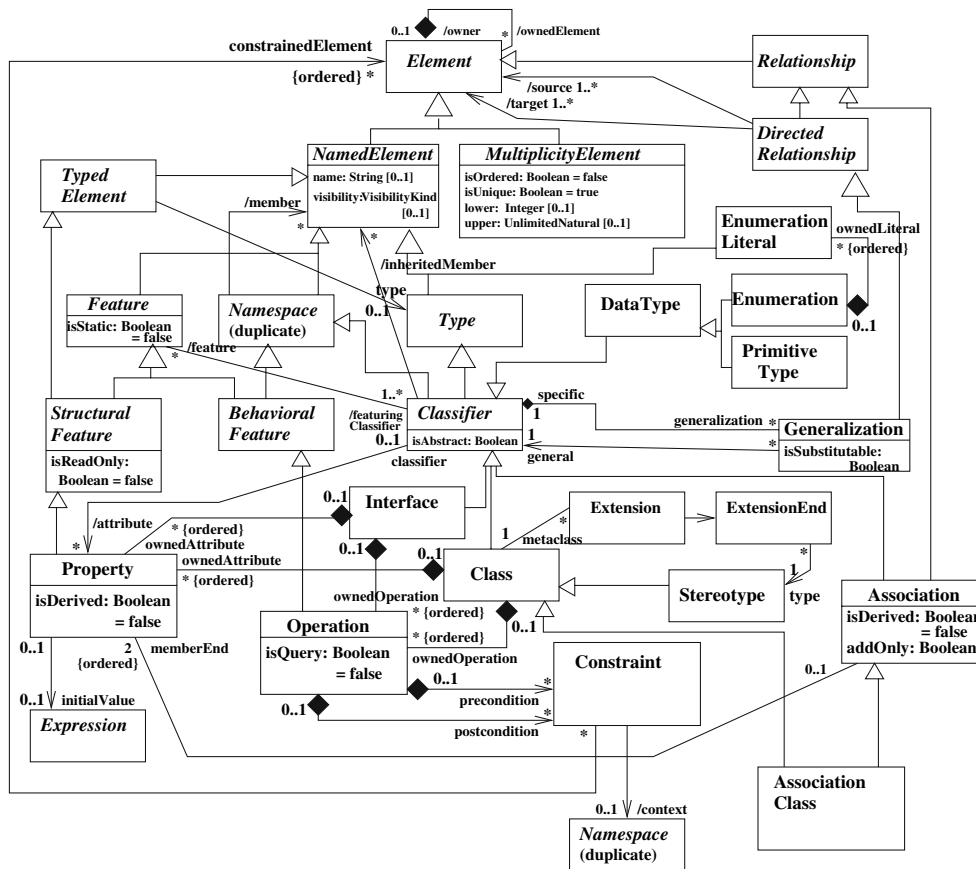 0..1
/owner
*
/ownedElement
constrainedElement
{ordered} *
Element
Relationship
/source 1..*
/target 1..*
Directed
Relationship
NamedElement
name: String [0..1]
visibility:VisibilityKind
[0..1]
MultiplicityElement
isOrdered: Boolean = false
isUnique: Boolean = true
lower: Integer [0..1]
upper: UnlimitedNatural [0..1]
Typed
Element
/member
*
*
/inheritedMember
Enumeration
Literal
ownedLiteral
* {ordered}
type
0..1
Feature
isStatic: Boolean
= false
Namespace
(duplicate)
Type
DataType
Enumeration
0..1
Primitive
Type
*
/feature
1..*
/featuring
Classifier
0..1
classifier
Structural
Feature
isReadOnly:
Boolean = false
Behavioral
Feature
Classifier
isAbstract: Boolean
specific
1
generalization
*
1
general
*
Generalization
isSubstitutable:
Boolean
Interface
0..1
0..1
/attribute
*
* {ordered}
ownedAttribute
ownedAttribute
* {ordered}
0..1
Class
1
metaclass
*
Extension
ExtensionEnd
*
1
type
Stereotype
Property
isDerived: Boolean
= false
ownedOperation
* {ordered}
* {ordered}
ownedOperation
0..1
Operation
isQuery: Boolean
= false
Association
isDerived: Boolean
= false
addOnly: Boolean
0..1
2
{ordered}
memberEnd
0..1
0..1
initialValue
Expression
0..1
*
precondition
0..1
*
postcondition
*
Constraint
0..1
/context
Namespace
(duplicate)
Association
Class